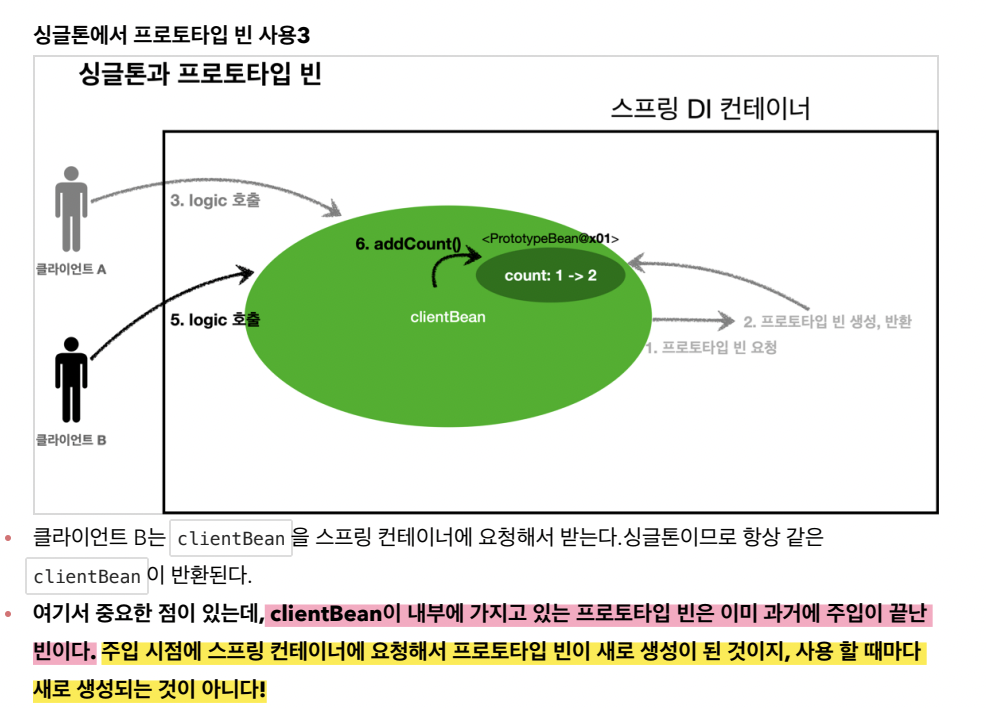 싱글톤에서 프로토타입 빈 사용3
싱글톤과 프로토타입 빈
스프링 DI 컨테이너
3. logic 호출
클라이언트 A
6. addCount()
<PrototypeBean@x01>
count: 1 -> 2
clientBean
5. logic 호출
2. 프로토타입 빈 생성, 반환
1. 프로토타입 빈 요청
클라이언트 B
클라이언트 B는 clientBean 을 스프링 컨테이너에 요청해서 받는다.싱글톤이므로 항상 같은
clientBean 이 반환된다.
여기서 중요한 점이 있는데, clientBean이 내부에 가지고 있는 프로토타입 빈은 이미 과거에 주입이 끝난
빈이다. 주입 시점에 스프링 컨테이너에 요청해서 프로토타입 빈이 새로 생성이 된 것이지, 사용 할 때마다
새로 생성되는 것이 아니다!